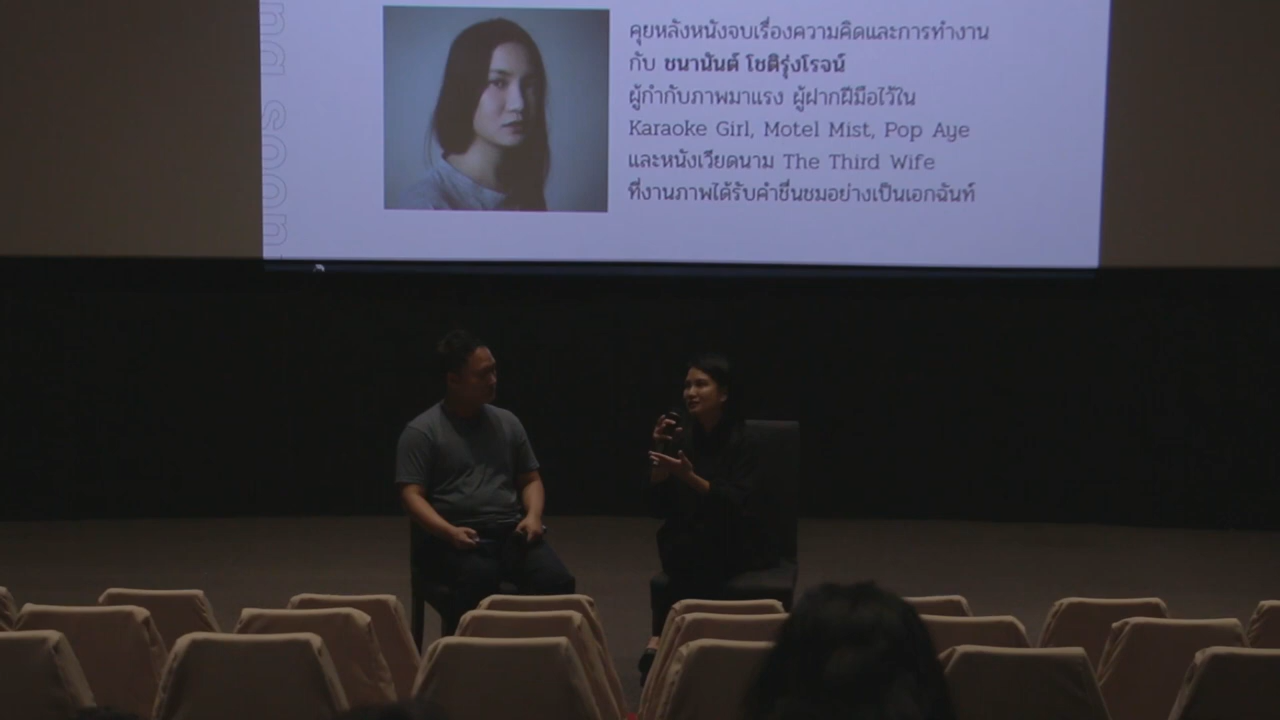 ng soon
คุยหลังหนังจบเรื่องความคิดและการทำงาน
กับ ชนานันต์ โชติรุ่งโรจน์
ผู้กำกับภาพมาแรง ผู้ฝากฝีมือไว้ใน
Karaoke Girl, Motel Mist, Pop Aye
และหนังเวียดนาม The Third Wife
ที่งานภาพได้รับคำชื่นชมอย่างเป็นเอกฉันท์